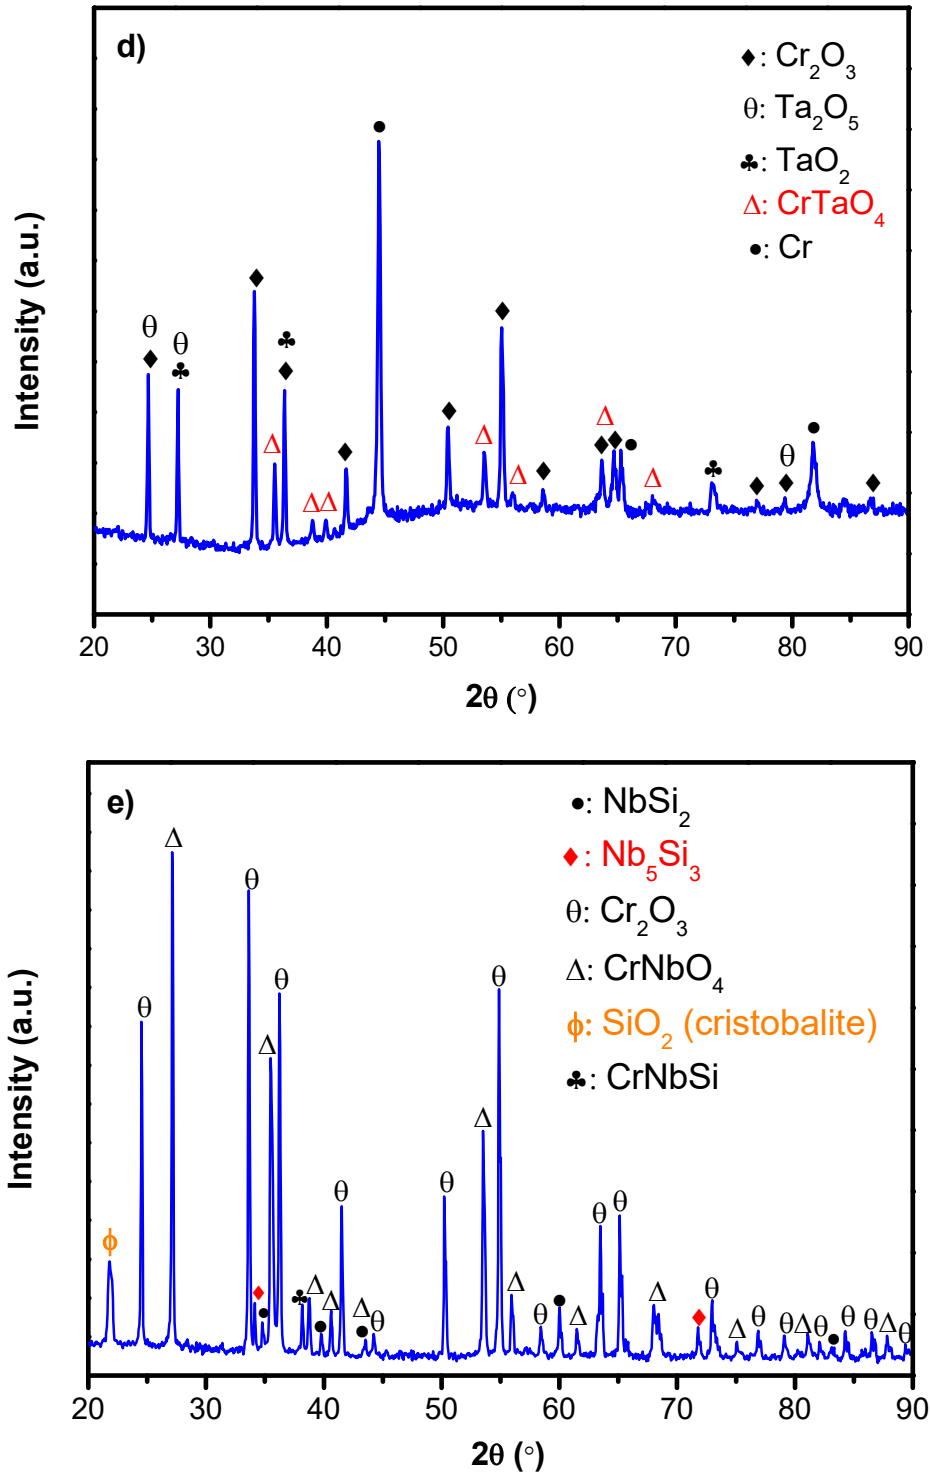 d)
♦: Cr₂O₃
θ: Ta₂O₅
♣: TaO₂
Δ: CrTaO₄
●: Cr
θ
θ
Δ
Δ
Δ
Δ
Δ
Δ
Δ
θ
Intensity (a.u.)
20 30 40 50 60 70 80 90
2θ (°)
e)
●: NbSi₂
♦: Nb₅Si₃
θ: Cr₂O₃
Δ: CrNbO₄
ϕ: SiO₂ (cristobalite)
♣: CrNbSi
ϕ
θ
Δ
θ
Δ
θ
Δ
Δ
θ
Δ
θ
θ
Δ
θ
Δ
θ
Δ
θ
θ
Δ
θ
Δ
θ
θ
Δ
θ
θ
θ
Δ
θ
Intensity (a.u.)
20 30 40 50 60 70 80 90
2θ (°)